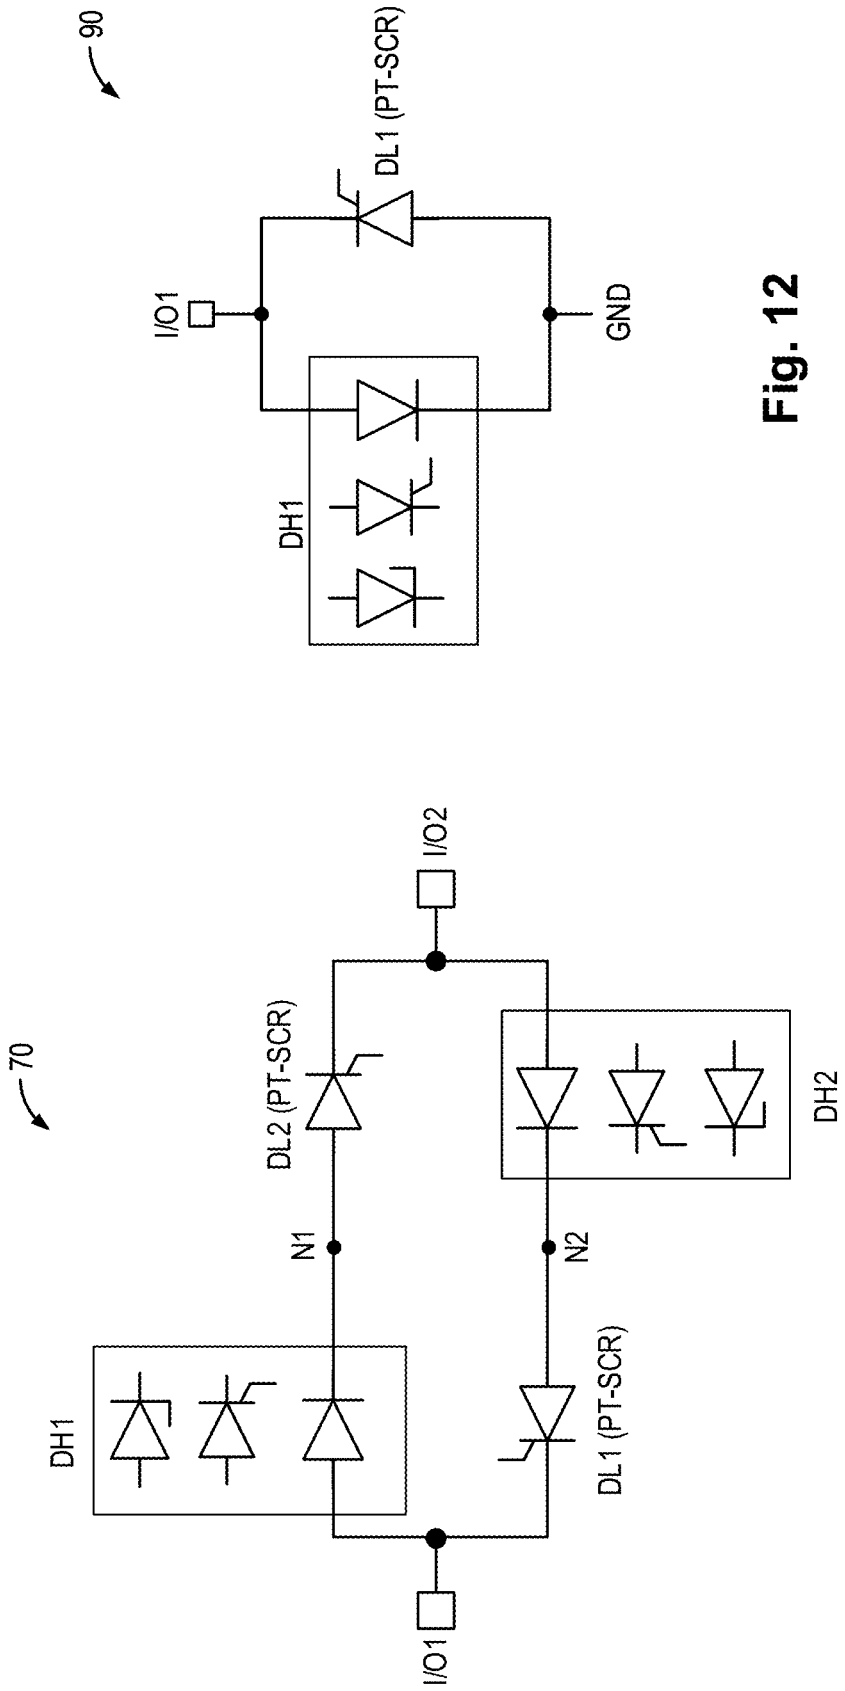 70
DH1
N1
DL2 (PT-SCR)
I/O1
I/O2
DL1 (PT-SCR)
N2
DH2
90
I/O1
DH1
DL1 (PT-SCR)
GND
Fig. 12